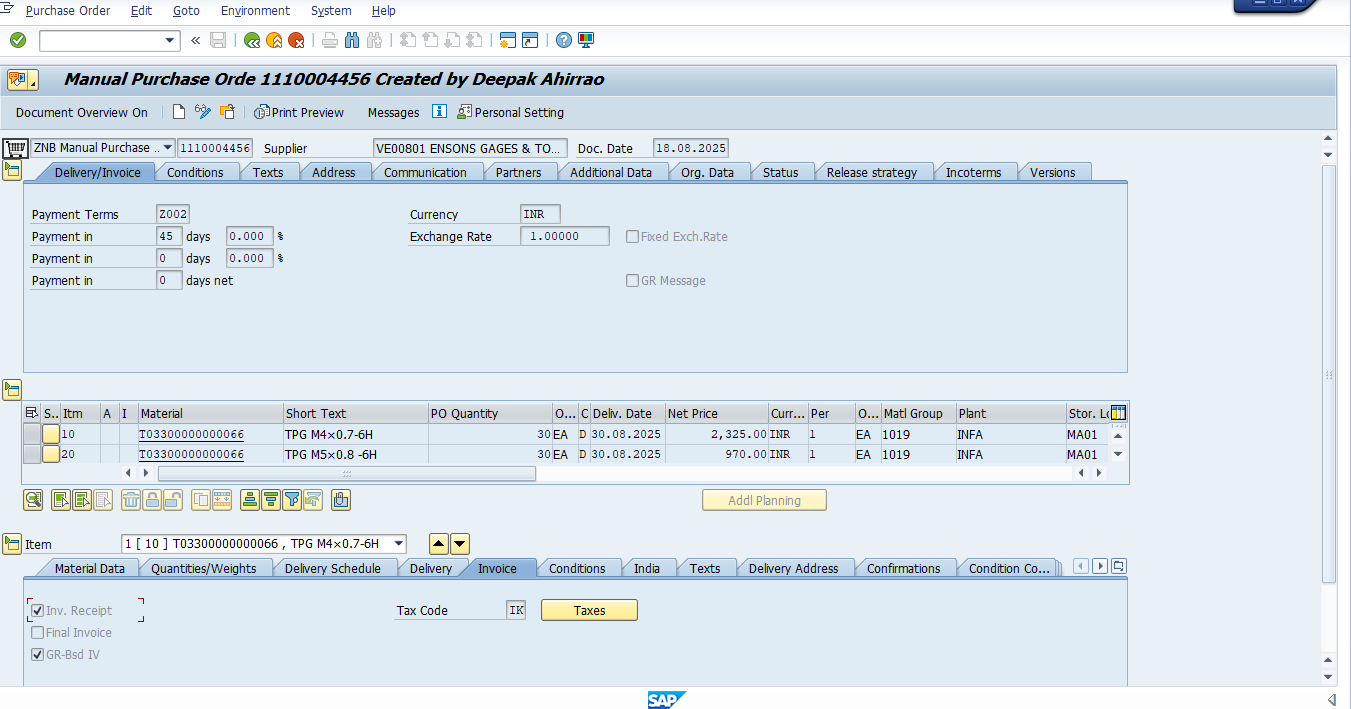 Purchase Order Edit Goto Environment System Help
Manual Purchase Orde 1110004456 Created by Deepak Ahirrao
Document Overview On Print Preview Messages Personal Setting
ZNB Manual Purchase .. 1110004456 Supplier VE00801 ENSONS GAGES & TO... Doc. Date 18.08.2025
Delivery/Invoice Conditions Texts Address Communication Partners Additional Data Org. Data Status Release strategy Incoterms Versions
Payment Terms Z002 Currency INR
Payment in 45 days 0.000 % Exchange Rate 1.00000 Fixed Exch.Rate
Payment in 0 days 0.000 %
Payment in 0 days net GR Message
S.. Itm A I Material Short Text PO Quantity O... C Deliv. Date Net Price Curr... Per O... Matl Group Plant Stor. Lo
10 T03300000000066 TPG M4×0.7-6H 30 EA D 30.08.2025 2,325.00 INR 1 EA 1019 INFA MA01
20 T03300000000066 TPG M5×0.8 -6H 30 EA D 30.08.2025 970.00 INR 1 EA 1019 INFA MA01
Addl Planning
Item 1 [ 10 ] T03300000000066 , TPG M4×0.7-6H
Material Data Quantities/Weights Delivery Schedule Delivery Invoice Conditions India Texts Delivery Address Confirmations Condition Co...
Inv. Receipt Tax Code IK Taxes
Final Invoice
GR-Bsd IV
SAP